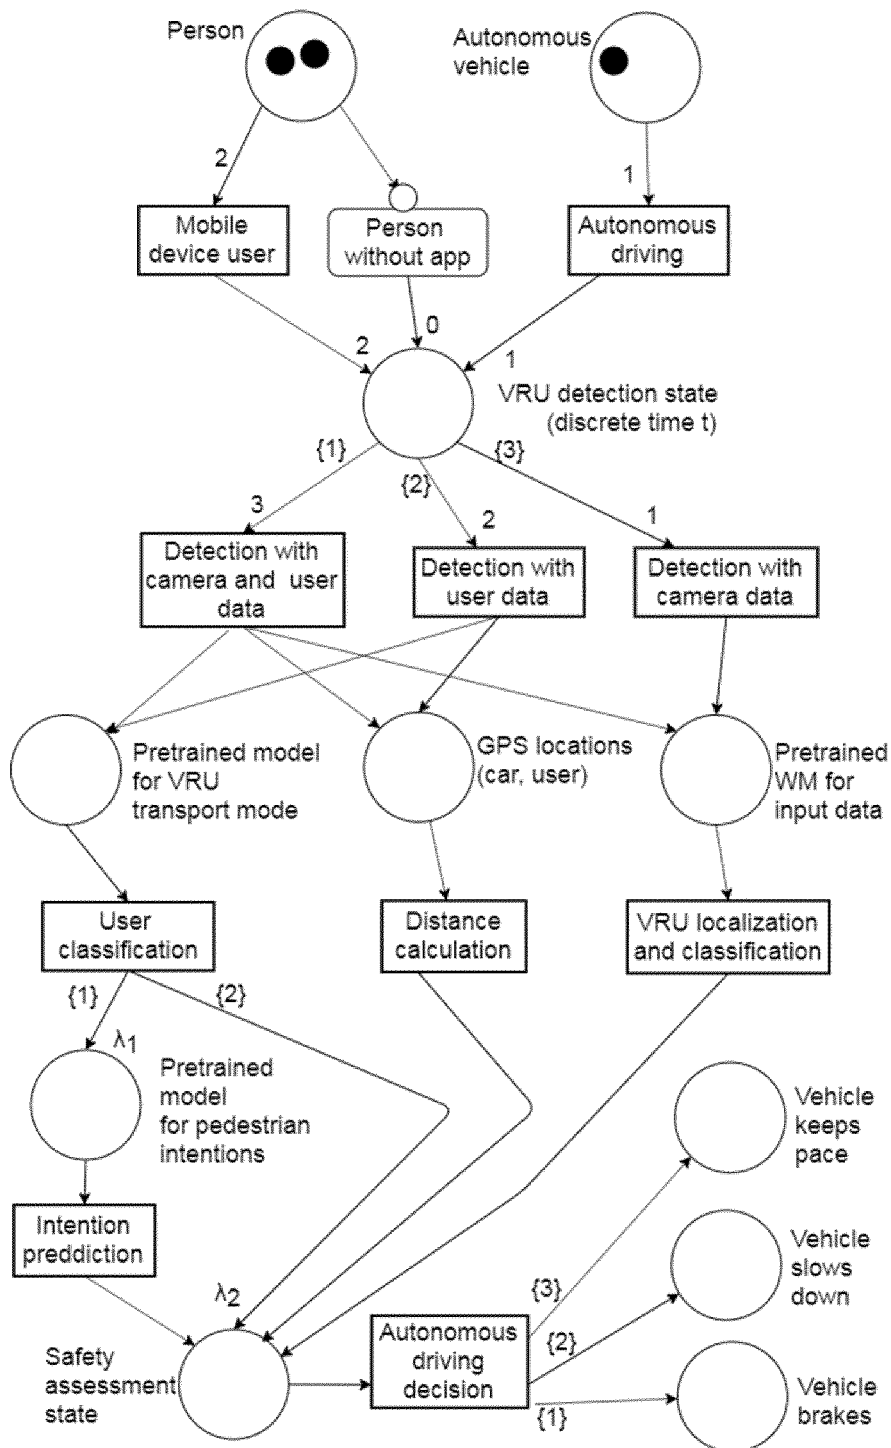 Person
Autonomous
vehicle
2
1
Mobile
device user
Person
without app
Autonomous
driving
0
2
1
VRU detection state
(discrete time t)
{1}
{2}
{3}
3
2
1
Detection with
camera and user
data
Detection with
user data
Detection with
camera data
Pretrained model
for VRU
transport mode
GPS locations
(car, user)
Pretrained
WM for
input data
User
classification
Distance
calculation
VRU localization
and classification
{1}
{2}
λ1
Pretrained
model
for pedestrian
intentions
Vehicle
keeps
pace
Intention
preddiction
Vehicle
slows
down
λ2
{3}
{2}
{1}
Safety
assessment
state
Autonomous
driving
decision
Vehicle
brakes